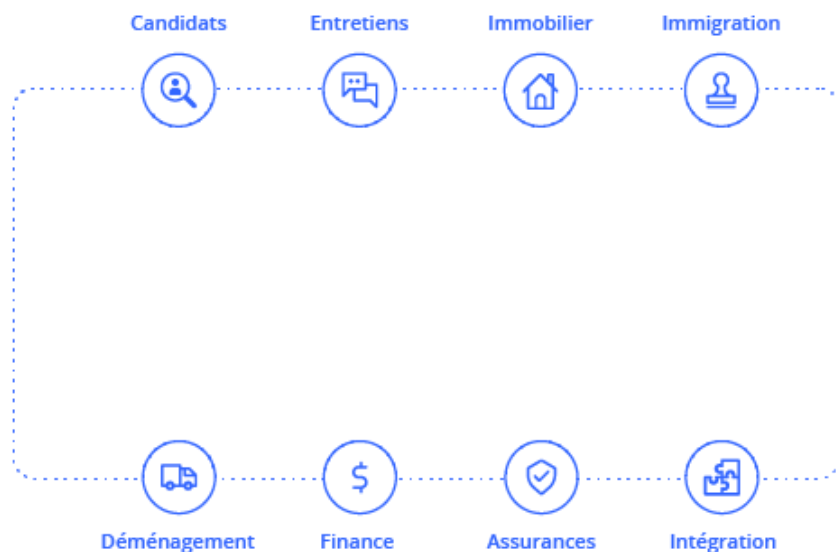 Candidats
Entretiens
Immobilier
Immigration
Déménagement
Finance
Assurances
Intégration